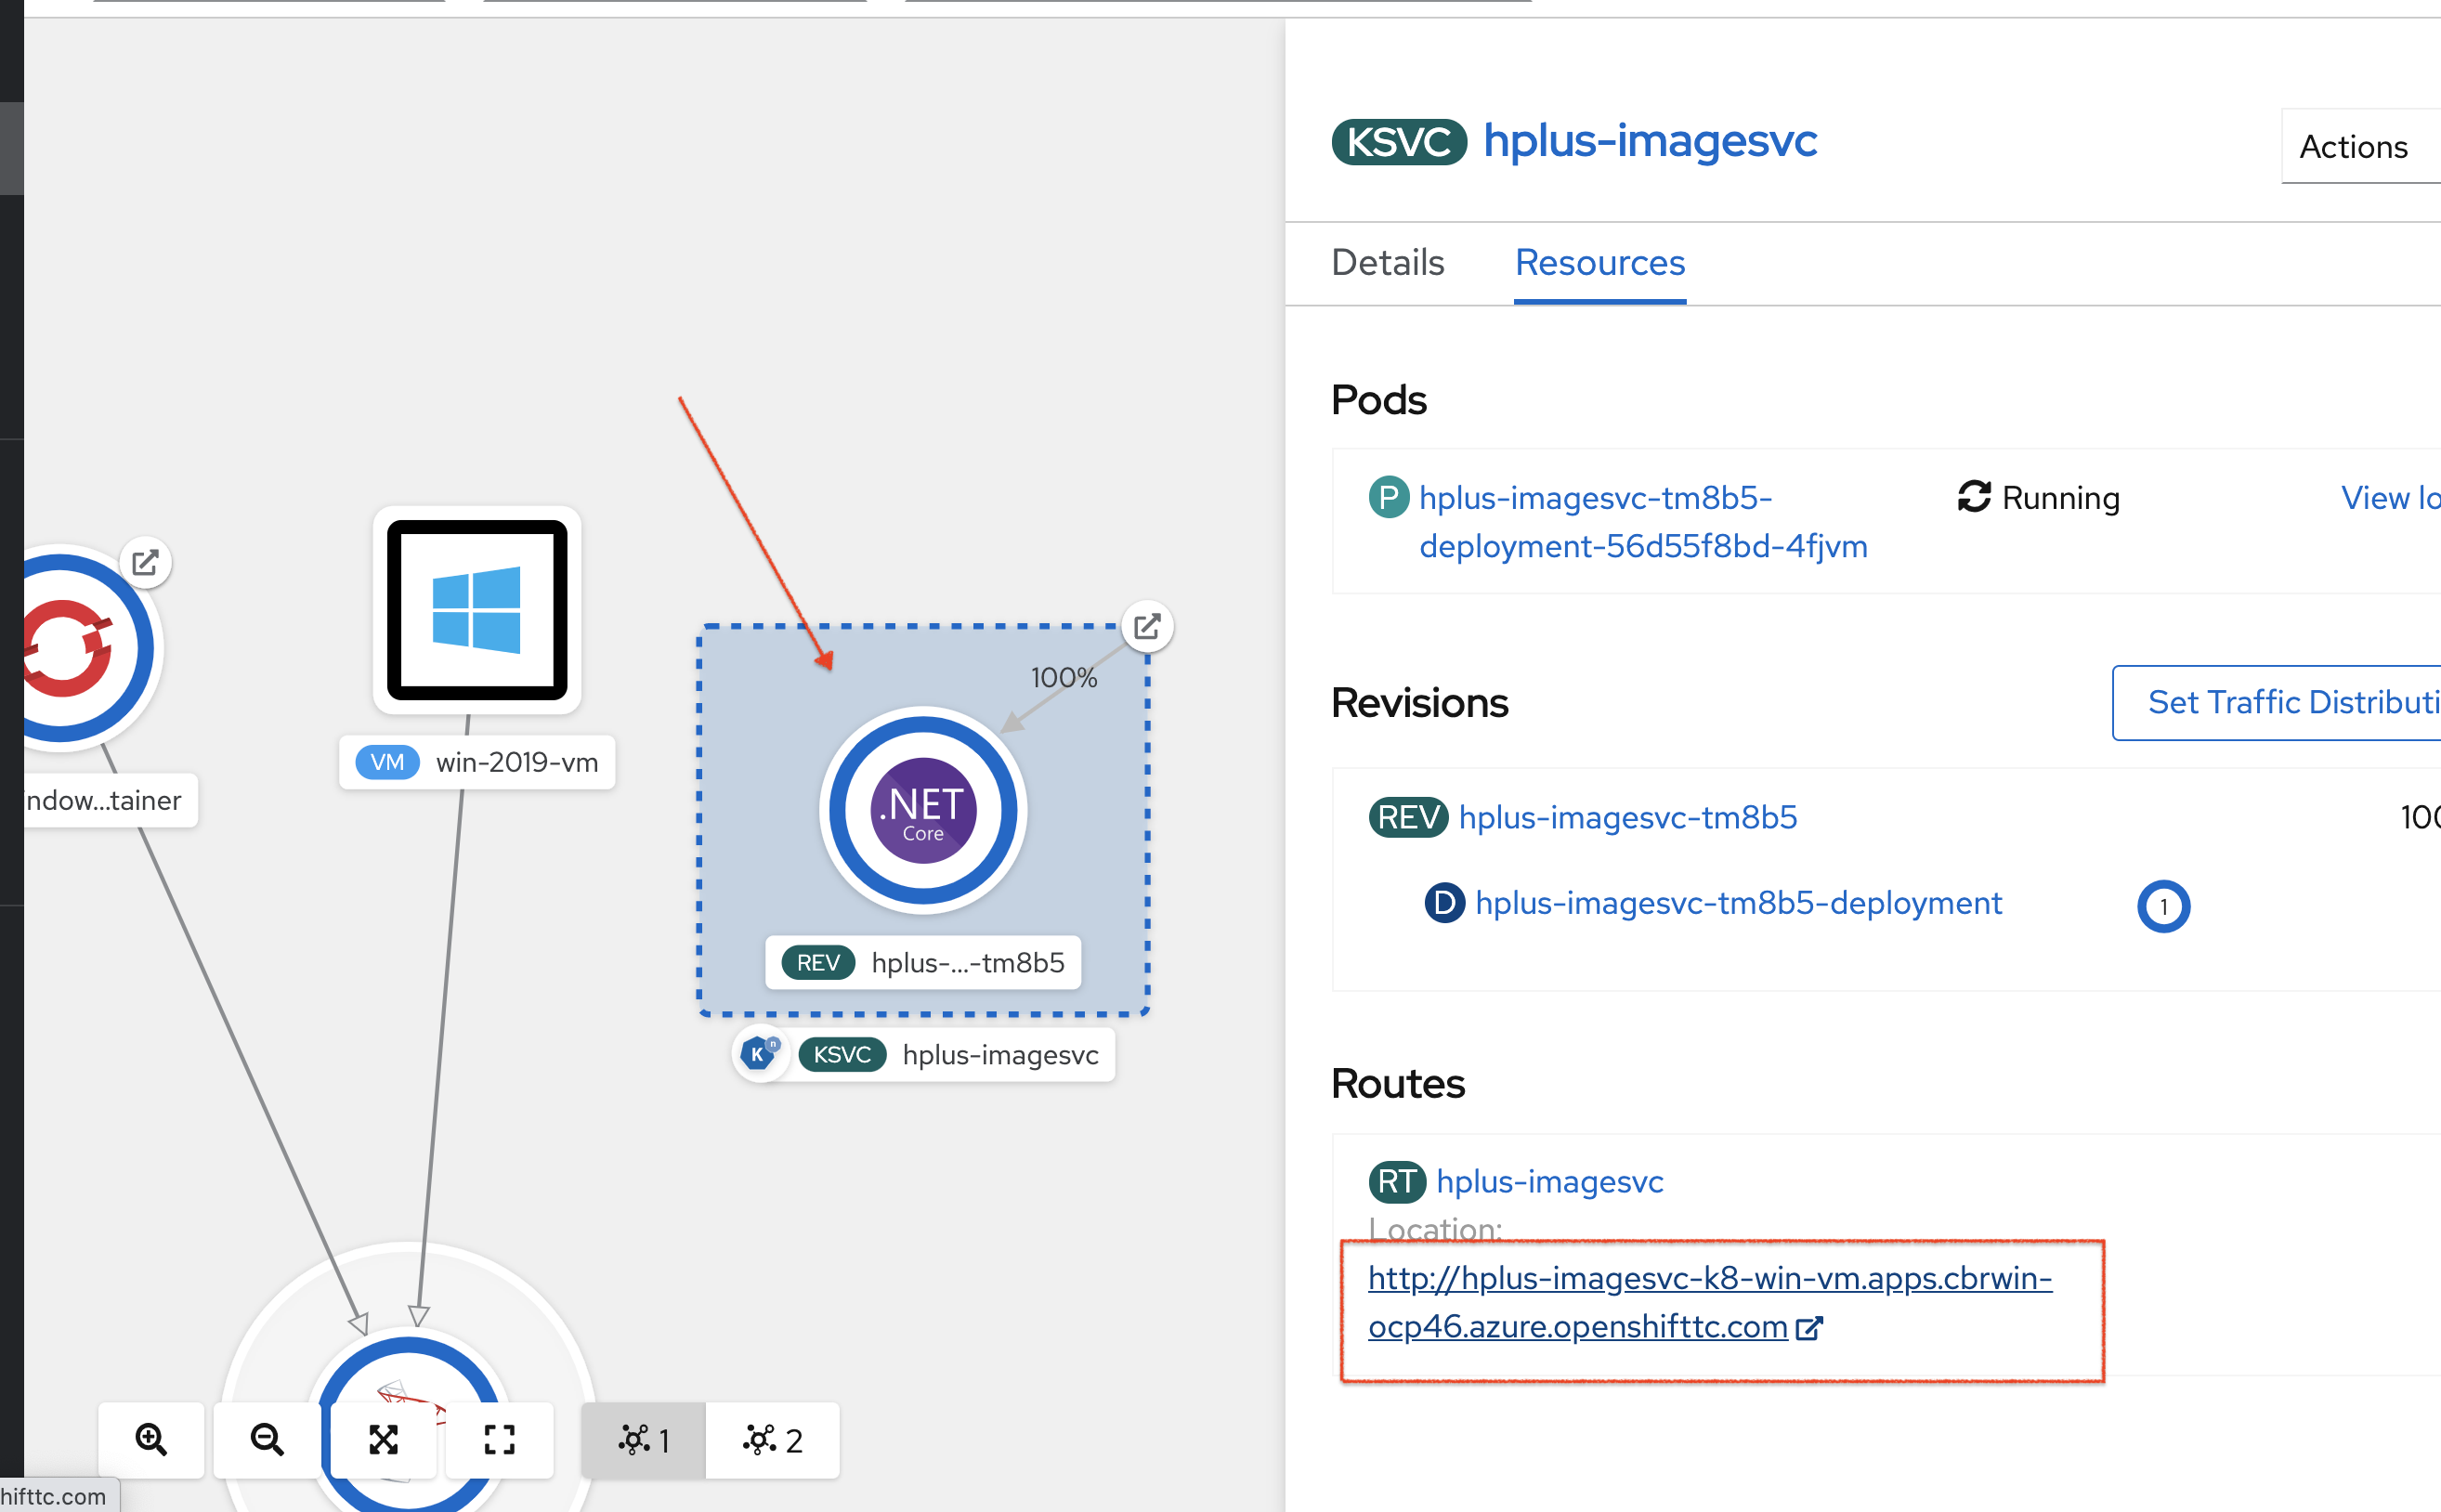 KSVC hplus-imagesvc
Actions
Details Resources
Pods
P hplus-imagesvc-tm8b5-
deployment-56d55f8bd-4fjvm
Running
View lo
Revisions
Set Traffic Distributi
REV hplus-imagesvc-tm8b5
100
D hplus-imagesvc-tm8b5-deployment
1
Routes
RT hplus-imagesvc
Location:
http://hplus-imagesvc-k8-win-vm.apps.cbrwin-
ocp46.azure.openshifttc.com
indow...tainer
VM win-2019-vm
100%
.NET
Core
REV hplus-...-tm8b5
K n KSVC hplus-imagesvc
1
2
hifttc.com